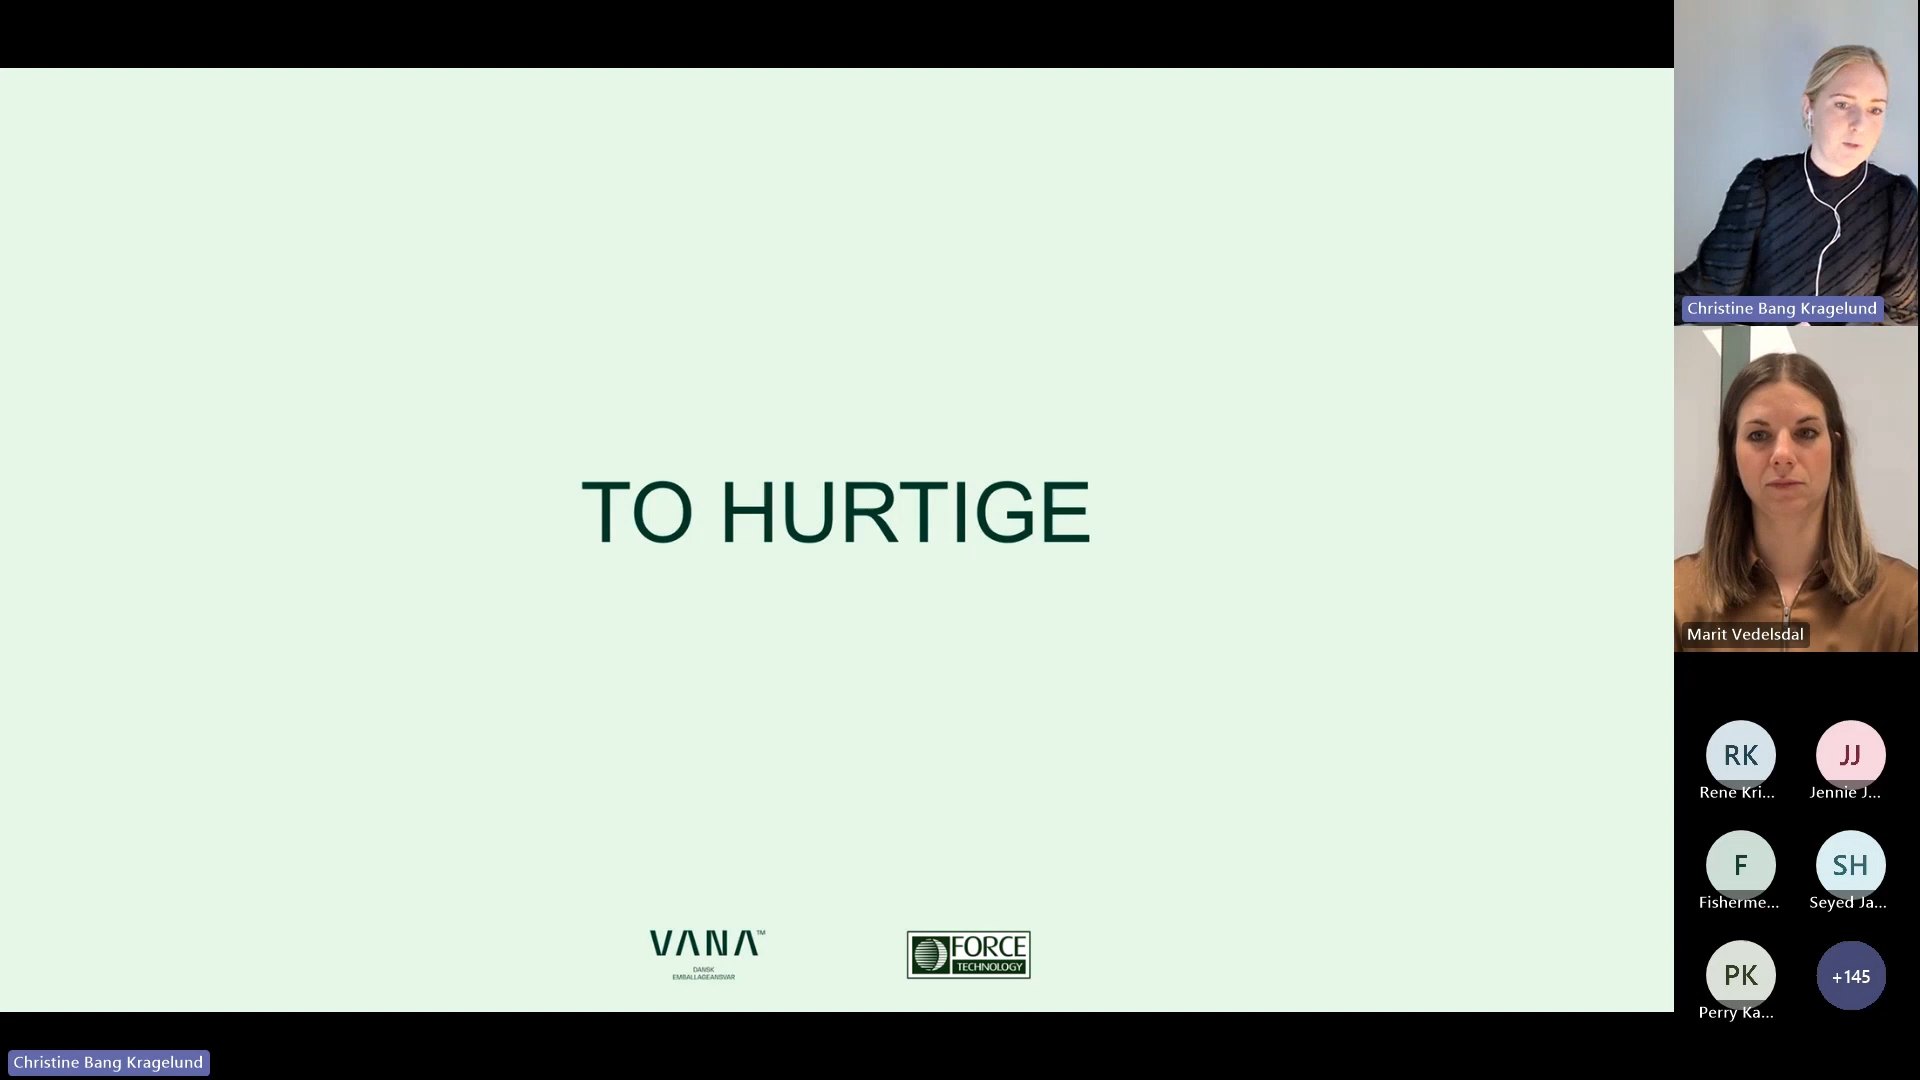 TO HURTIGE
VANA™
DANSK
EMBALLAGEANSVAR
FORCE
TECHNOLOGY
Christine Bang Kragelund
Marit Vedelsdal
RK
JJ
Rene Kri...
Jennie J...
F
SH
Fisherme...
Seyed Ja...
PK
+145
Perry Ka...
Christine Bang Kragelund